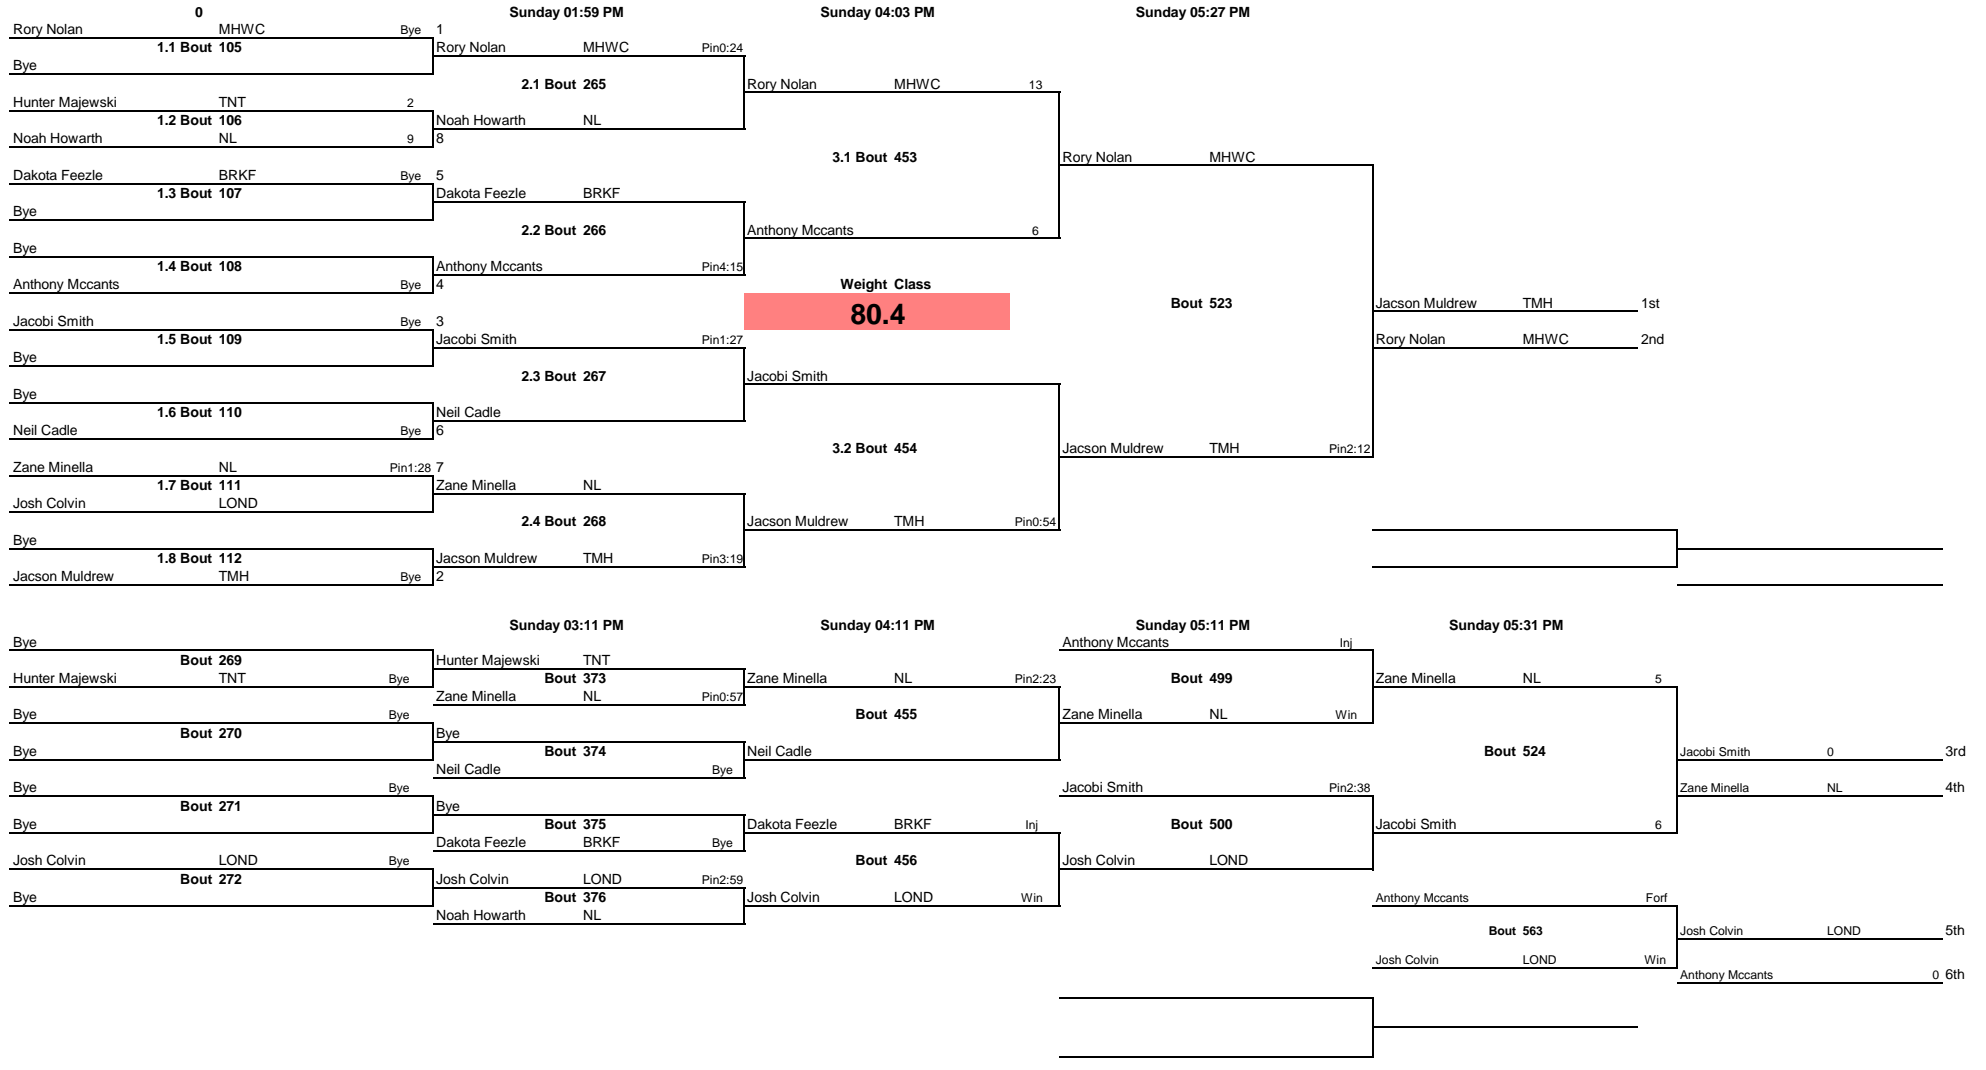 0 Sunday 01:59 PM Sunday 04:03 PM Sunday 05:27 PM
Rory Nolan MHWC Bye 1
1.1 Bout 105 Rory Nolan MHWC Pin0:24
Bye
2.1 Bout 265 Rory Nolan MHWC 13
Hunter Majewski TNT 2
1.2 Bout 106 Noah Howarth NL
Noah Howarth NL 9 8
3.1 Bout 453 Rory Nolan MHWC
Dakota Feezle BRKF Bye 5
1.3 Bout 107 Dakota Feezle BRKF
Bye
2.2 Bout 266 Anthony Mccants 6
Bye
1.4 Bout 108 Anthony Mccants Pin4:15
Anthony Mccants Bye 4 Weight Class
Bout 523 Jacson Muldrew TMH 1st
80.4
Jacobi Smith Bye 3
1.5 Bout 109 Jacobi Smith Pin1:27 Rory Nolan MHWC 2nd
Bye
2.3 Bout 267 Jacobi Smith
Bye
1.6 Bout 110 Neil Cadle
Neil Cadle Bye 6
3.2 Bout 454 Jacson Muldrew TMH Pin2:12
Zane Minella NL Pin1:28 7
1.7 Bout 111 Zane Minella NL
Josh Colvin LOND
2.4 Bout 268 Jacson Muldrew TMH Pin0:54
Bye
1.8 Bout 112 Jacson Muldrew TMH Pin3:19
Jacson Muldrew TMH Bye 2
Sunday 03:11 PM Sunday 04:11 PM Sunday 05:11 PM Sunday 05:31 PM
Bye Anthony Mccants Inj
Bout 269 Hunter Majewski TNT
Hunter Majewski TNT Bye Bout 373 Zane Minella NL Pin2:23 Bout 499 Zane Minella NL 5
Zane Minella NL Pin0:57
Bye Bye Bout 455 Zane Minella NL Win
Bout 270 Bye
Bye Bout 374 Neil Cadle Bout 524 Jacobi Smith 0 3rd
Neil Cadle Bye
Bye Bye Jacobi Smith Pin2:38 Zane Minella NL 4th
Bout 271 Bye
Bye Bout 375 Dakota Feezle BRKF Inj Bout 500 Jacobi Smith 6
Dakota Feezle BRKF Bye
Josh Colvin LOND Bye Bout 456 Josh Colvin LOND
Bout 272 Josh Colvin LOND Pin2:59
Bye Bout 376 Josh Colvin LOND Win Anthony Mccants Forf
Noah Howarth NL
Bout 563 Josh Colvin LOND 5th
Josh Colvin LOND Win
Anthony Mccants 0 6th